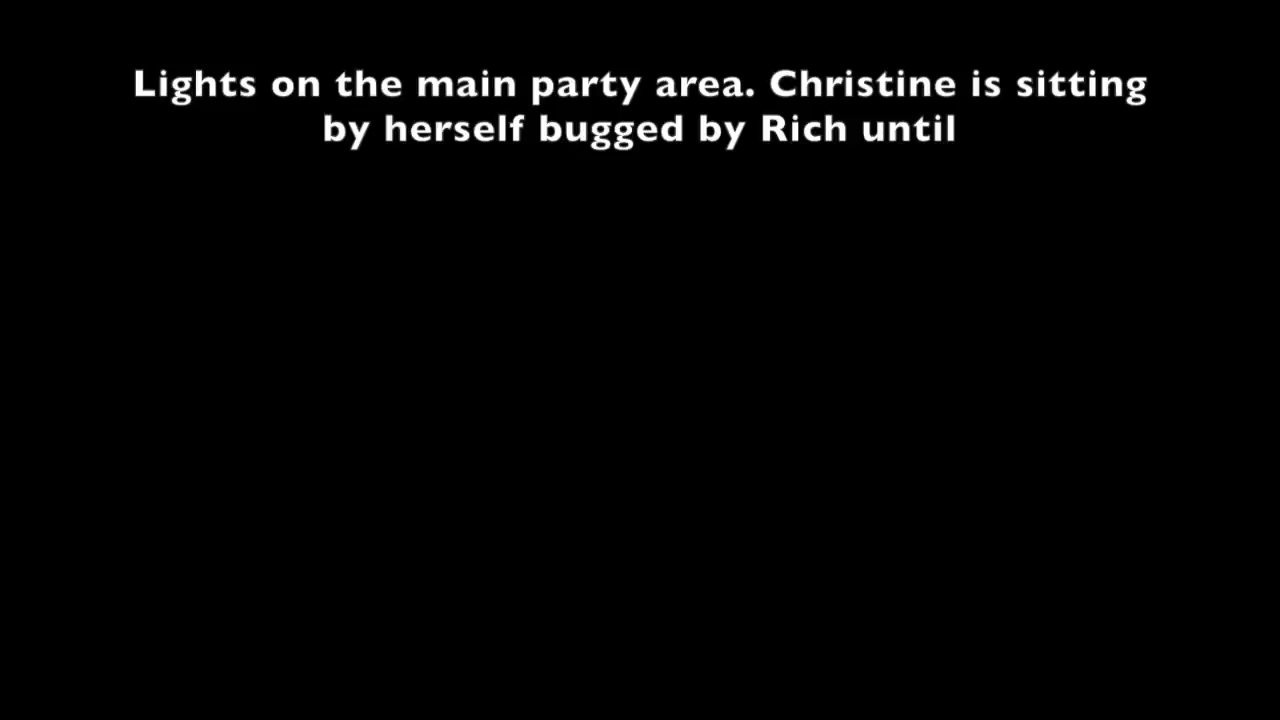 Lights on the main party area. Christine is sitting
by herself bugged by Rich until